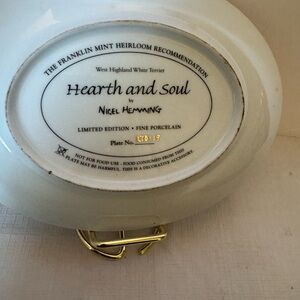 THE FRANKLIN MINT HEIRLOOM RECOMMENDATION
West Highland White Terrier
Hearth and Soul
by
NIGEL HEMMING
LIMITED EDITION • FINE PORCELAIN
Plate No.
NOT FOR FOOD USE - FOOD CONSUMED FROM THIS
PLATE MAY BE HARMFUL. THIS IS A DECORATIVE ACCESSORY.